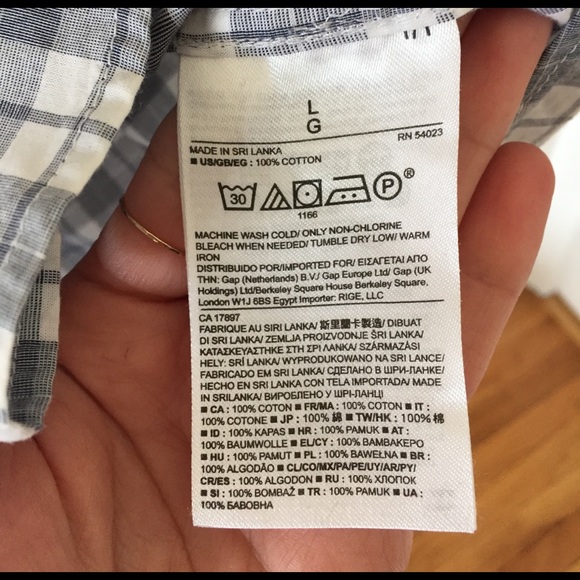 1/1
L
G
RN 54023
MADE IN SRI LANKA
■ US/GB/EG : 100% COTTON
30 P ®
1166
MACHINE WASH COLD/ ONLY NON-CHLORINE
BLEACH WHEN NEEDED/ TUMBLE DRY LOW/ WARM
IRON
DISTRIBUIDO POR/IMPORTED FOR/ ΕΙΣΑΓΕΤΑΙ ΑΠΟ
ΤΗΝ: Gap (Netherlands) B.V./ Gap Europe Ltd/ Gap (UK
Holdings) Ltd/Berkeley Square House Berkeley Square,
London W1J 6BS Egypt Importer: RIGE, LLC
CA 17897
FABRIQUE AU SIRI LANKA/ 斯里蘭卡製造/ DIBUAT
DI SRI LANKA/ ZEMLJA PROIZVODNJE ŠRI LANKA/
ΚΑΤΑΣΚΕΥΑΣΤΗΚΕ ΣΤΗ ΣΡΙ ΛΑΝΚΑ/ SZÁRMAZÁSI
HELY: SRÍ LANKA/ WYPRODUKOWANO NA SRI LANCE/
FABRICADO EM SRI LANKA/ СДЕЛАНО В ШРИ-ЛАНКЕ/
HECHO EN SRI LANKA CON TELA IMPORTADA/ MADE
IN SRILANKA/ ВИРОБЛЕНО У ШРІ-ЛАНЦІ
■ CA : 100% COTON ■ FR/MA : 100% COTON ■ IT :
100% COTONE ■ JP : 100% 綿 ■ TW/HK : 100% 棉
■ ID : 100% KAPAS ■ HR : 100% PAMUK ■ AT :
100% BAUMWOLLE ■ EL/CY : 100% ΒΑΜΒΑΚΕΡΟ
■ HU : 100% PAMUT ■ PL : 100% BAWEŁNA ■ BR :
100% ALGODÃO ■ CL/CO/MX/PA/PE/UY/AR/PY/
CR/ES : 100% ALGODON ■ RU : 100% ХЛОПОК
■ SI : 100% BOMBAŽ ■ TR : 100% PAMUK ■ UA :
100% БАВОВНА